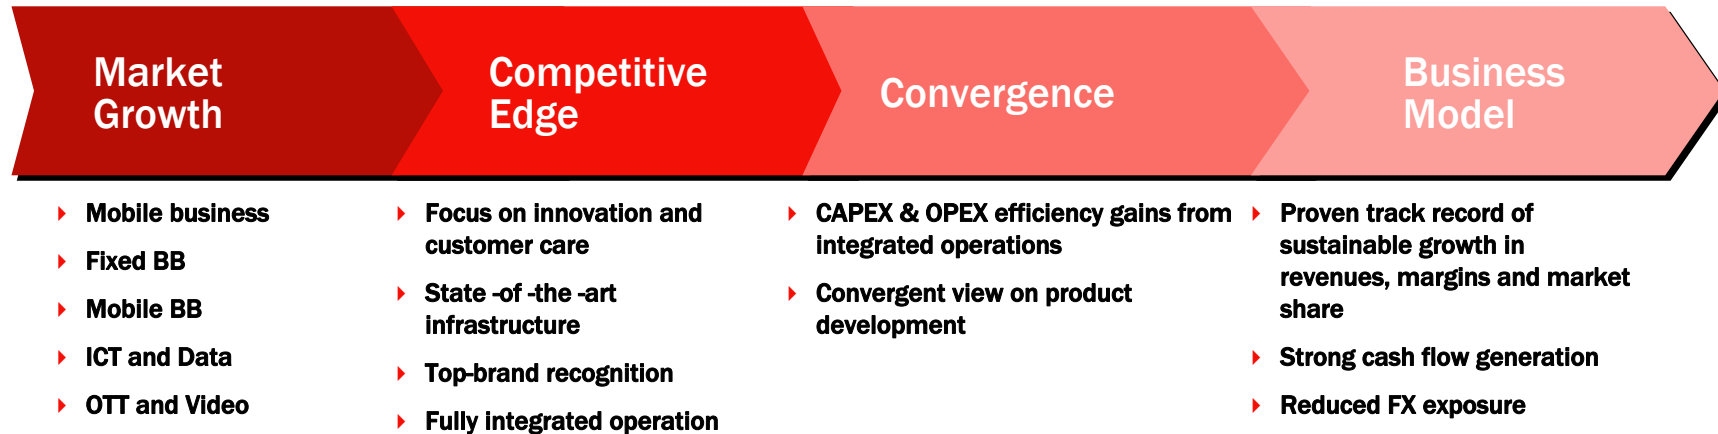 Market
Growth
Competitive
Edge
Convergence
Business
Model
Mobile business
Fixed BB
Mobile BB
ICT and Data
OTT and Video
Focus on innovation and
customer care
State -of -the -art
infrastructure
Top-brand recognition
Fully integrated operation
CAPEX & OPEX efficiency gains from
integrated operations
Convergent view on product
development
Proven track record of
sustainable growth in
revenues, margins and market
share
Strong cash flow generation
Reduced FX exposure